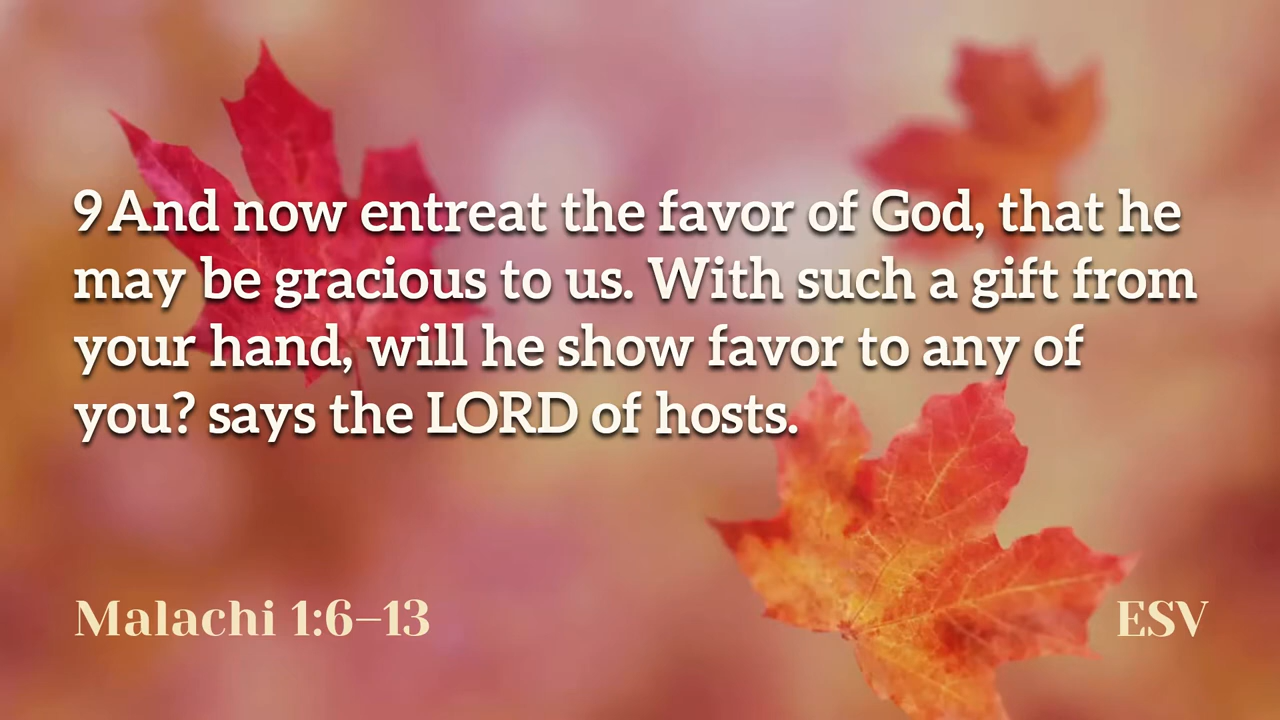 9 And now entreat the favor of God, that he
may be gracious to us. With such a gift from
your hand, will he show favor to any of
you? says the LORD of hosts.
Malachi 1:6–13
ESV